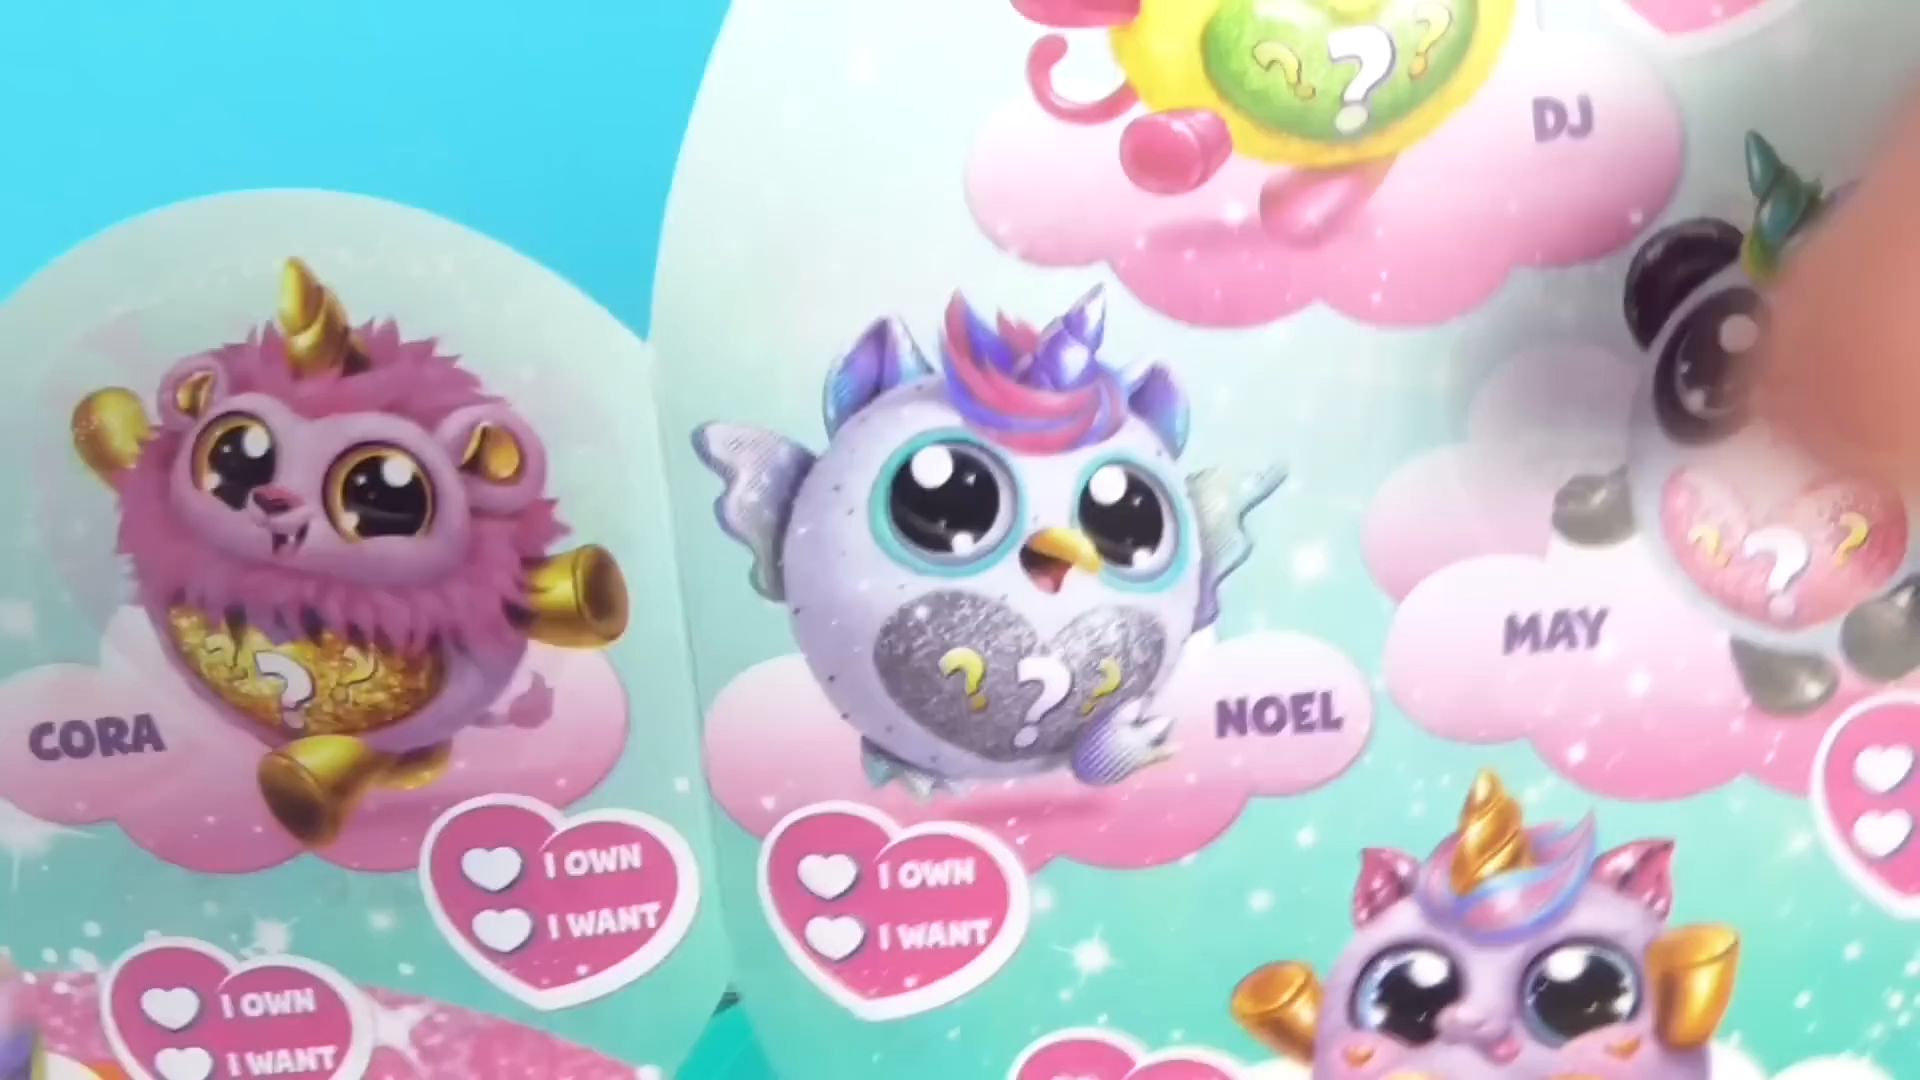 ? ? ?
DJ
? ? ?
MAY
? ? ?
CORA
? ? ?
NOEL
I OWN
I WANT
I OWN
I WANT
I OWN
I WANT